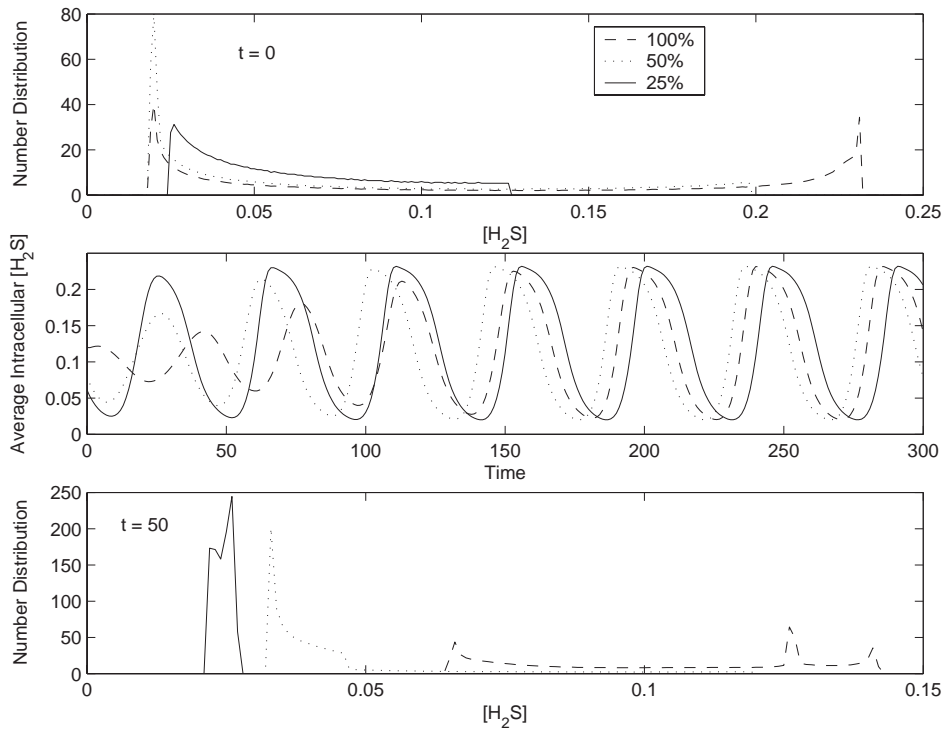 80
60
40
20
0
Number Distribution
t = 0
100%
50%
25%
0 0.05 0.1 0.15 0.2 0.25
[H2S]
0.2
0.15
0.1
0.05
0
Average Intracellular [H2S]
0 50 100 150 200 250 300
Time
250
200
150
100
50
0
Number Distribution
t = 50
0 0.05 0.1 0.15
[H2S]